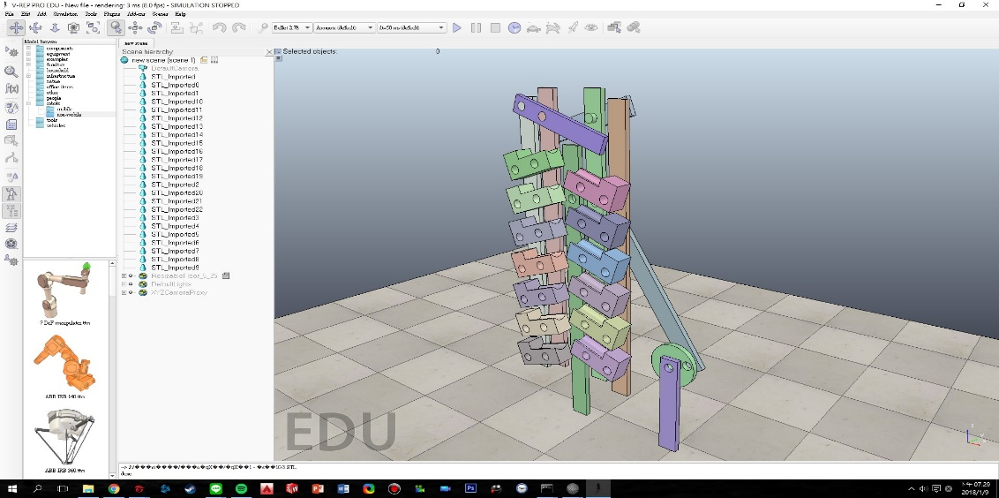 V-REP PRO EDU - New file - rendering: 3 ms (8.0 fps) - SIMULATION STOPPED
File Edit Add Simulation Tools Plugins Add-ons Scenes Help
Bullet 2.78 Accurate (default) dt=50 ms (default)
new scene
Model browser
components
equipment
examples
furniture
household
infrastructure
nature
office items
other
people
robots
mobile
non-mobile
tools
vehicles
7 DoF manipulator.ttm
ABB IRB 140.ttm
ABB IRB 360.ttm
Scene hierarchy
new scene (scene 1)
DefaultCamera
STL_Imported
STL_Imported0
STL_Imported1
STL_Imported10
STL_Imported11
STL_Imported12
STL_Imported13
STL_Imported14
STL_Imported15
STL_Imported16
STL_Imported17
STL_Imported18
STL_Imported19
STL_Imported2
STL_Imported20
STL_Imported21
STL_Imported22
STL_Imported3
STL_Imported4
STL_Imported5
STL_Imported6
STL_Imported7
STL_Imported8
STL_Imported9
ResizableFloor_5_25
DefaultLights
XYZCameraProxy
Selected objects: 0
EDU
done.
下午 07:29
2018/1/9